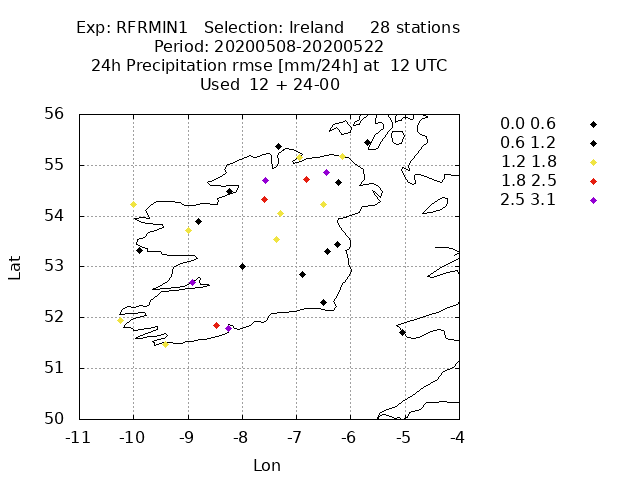 Exp: RFRMIN1 Selection: Ireland 28 stations
Period: 20200508-20200522
24h Precipitation rmse [mm/24h] at 12 UTC
Used 12 + 24-00
0.0 0.6
0.6 1.2
1.2 1.8
1.8 2.5
2.5 3.1
56
55
54
53
52
51
50
Lat
-11 -10 -9 -8 -7 -6 -5 -4
Lon